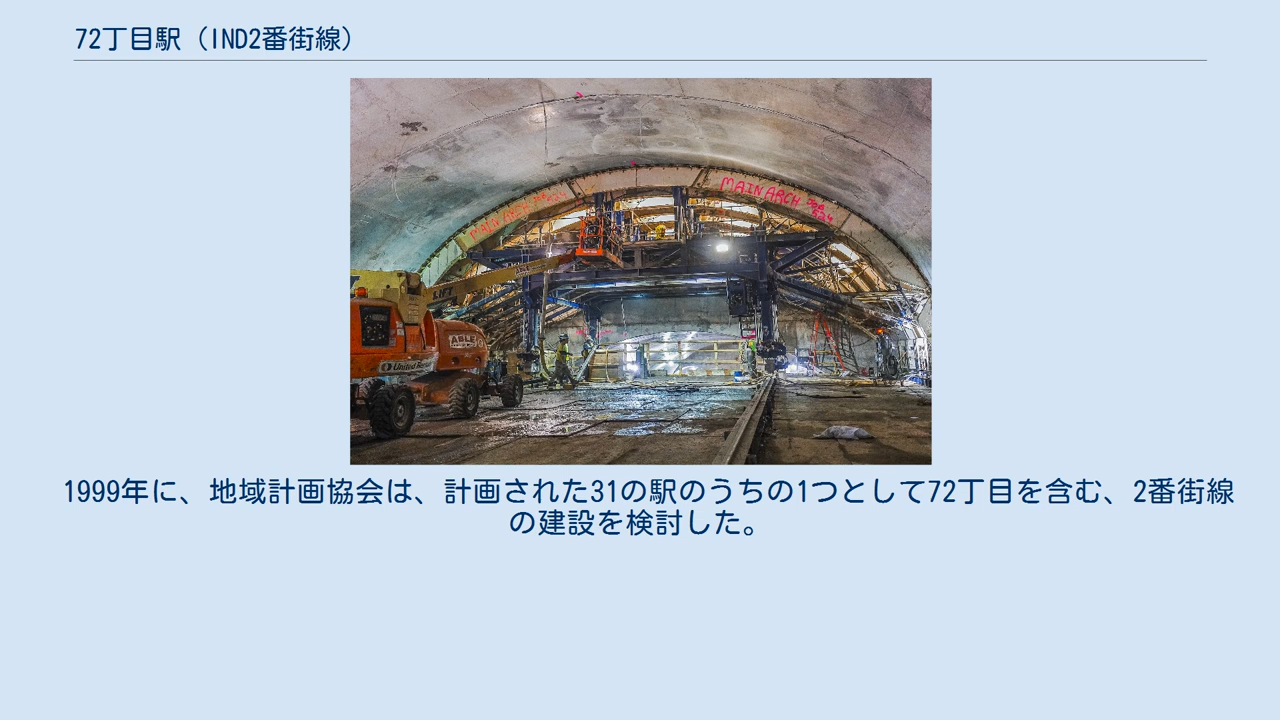 72丁目駅（IND2番街線）
MAIN ARCH
MAIN ARCH
United Rentals
1999年に、地域計画協会は、計画された31の駅のうちの1つとして72丁目を含む、2番街線
の建設を検討した。